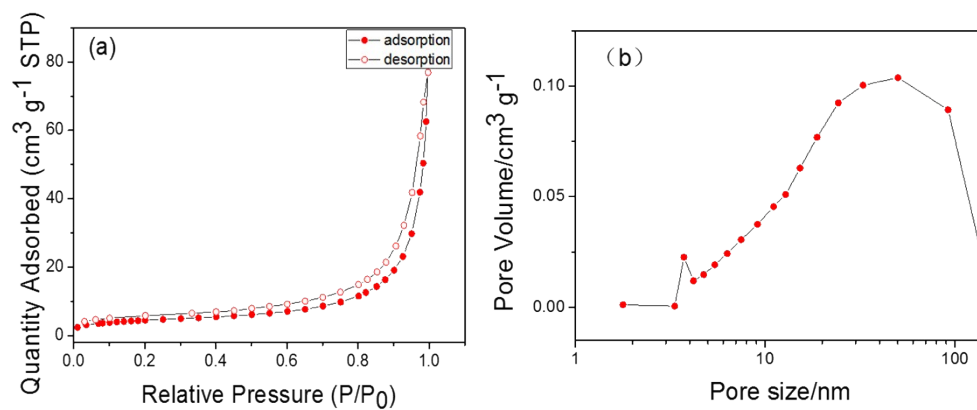 (a)
adsorption
desorption
Quantity Adsorbed (cm³ g⁻¹ STP)
80
60
40
20
0
0.0 0.2 0.4 0.6 0.8 1.0
Relative Pressure (P/P₀)
（b）
Pore Volume/cm³ g⁻¹
0.10
0.05
0.00
1 10 100
Pore size/nm